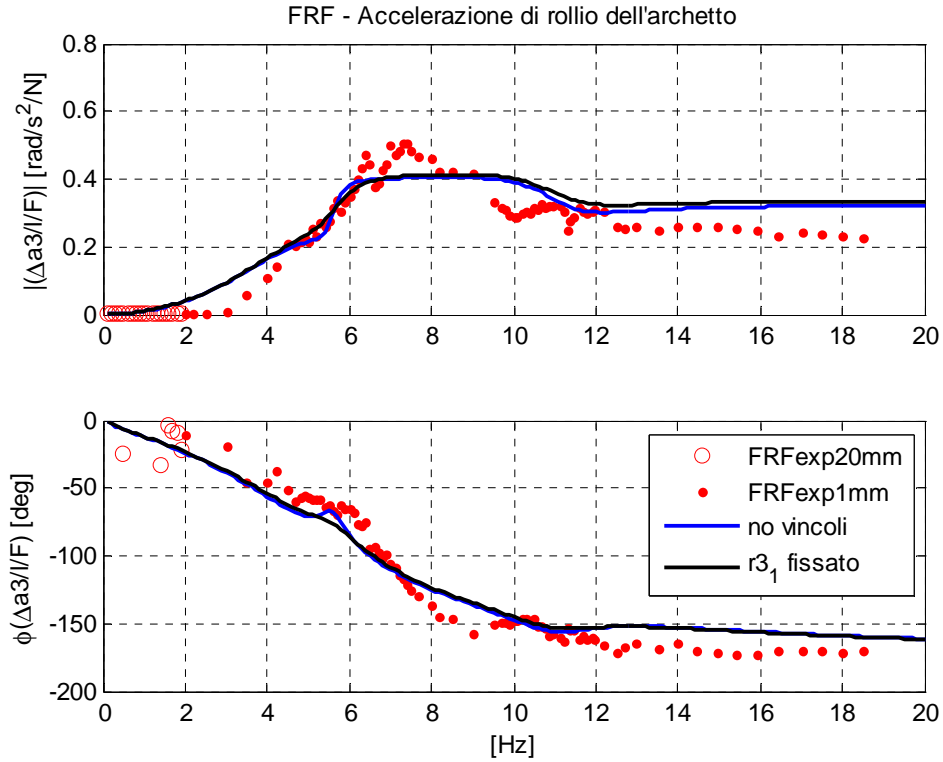 FRF - Accelerazione di rollio dell'archetto
|(Δa3/l/F)| [rad/s^2/N]
0.8
0.6
0.4
0.2
0
0 2 4 6 8 10 12 14 16 18 20
ϕ(Δa3/l/F) [deg]
0
-50
-100
-150
-200
FRFexp20mm
FRFexp1mm
no vincoli
r3_1 fissato
0 2 4 6 8 10 12 14 16 18 20
[Hz]